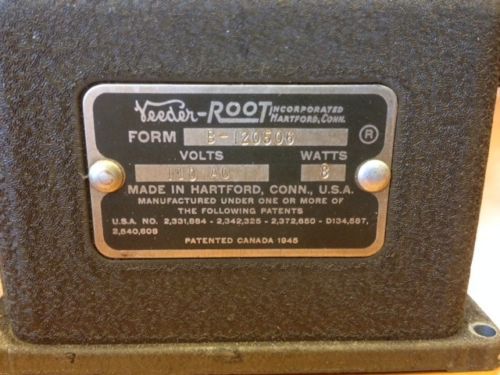 Veeder-ROOT INCORPORATED
HARTFORD, CONN.
FORM B-120506 ®
VOLTS WATTS
110 AC 8
MADE IN HARTFORD, CONN., U.S.A.
MANUFACTURED UNDER ONE OR MORE OF
THE FOLLOWING PATENTS
U.S.A. NO. 2,331,684 - 2,342,325 - 2,372,650 - D134,587,
2,540,608
PATENTED CANADA 1945